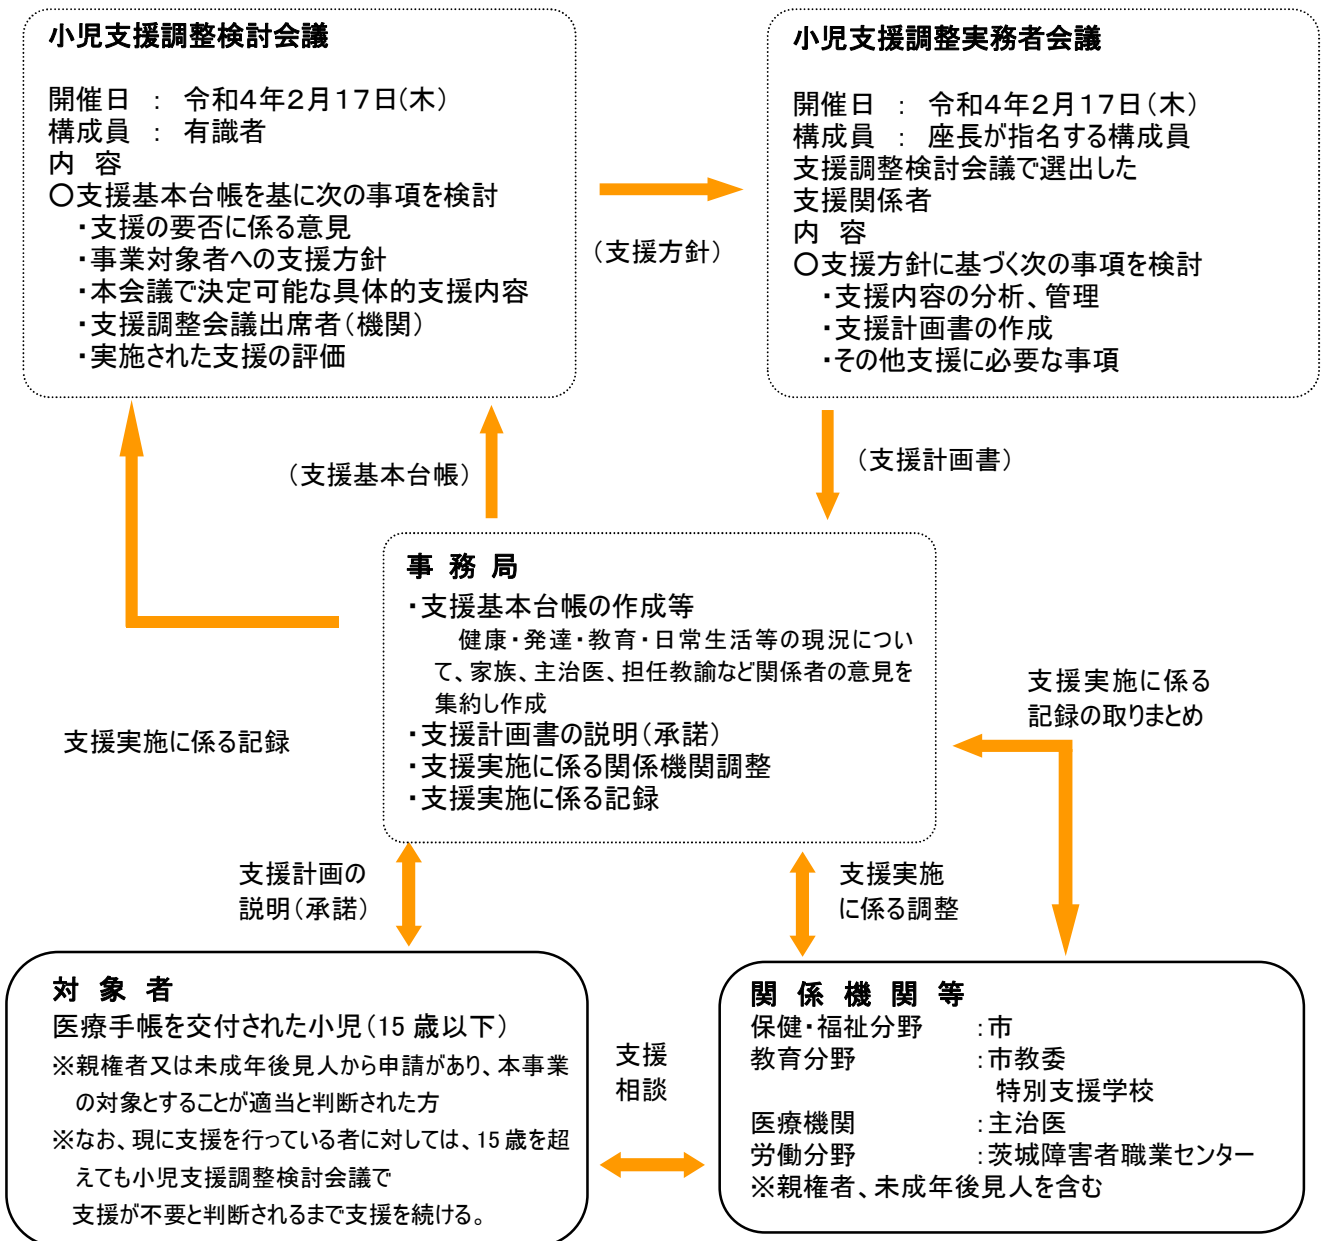 小児支援調整検討会議
開催日 : 令和4年2月17日(木)
構成員 : 有識者
内 容
○支援基本台帳を基に次の事項を検討
・支援の要否に係る意見
・事業対象者への支援方針
・本会議で決定可能な具体的支援内容
・支援調整会議出席者(機関)
・実施された支援の評価
(支援方針)
小児支援調整実務者会議
開催日 : 令和4年2月17日(木)
構成員 : 座長が指名する構成員
支援調整検討会議で選出した
支援関係者
内 容
○支援方針に基づく次の事項を検討
・支援内容の分析、管理
・支援計画書の作成
・その他支援に必要な事項
(支援基本台帳)
(支援計画書)
事 務 局
・支援基本台帳の作成等
健康・発達・教育・日常生活等の現況につい
て、家族、主治医、担任教諭など関係者の意見を
集約し作成
・支援計画書の説明(承諾)
・支援実施に係る関係機関調整
・支援実施に係る記録
支援実施に係る記録
支援実施に係る
記録の取りまとめ
支援計画の
説明(承諾)
支援実施
に係る調整
対 象 者
医療手帳を交付された小児(15 歳以下)
※親権者又は未成年後見人から申請があり、本事業
の対象とすることが適当と判断された方
※なお、現に支援を行っている者に対しては、15 歳を超
えても小児支援調整検討会議で
支援が不要と判断されるまで支援を続ける。
支援
相談
関 係 機 関 等
保健・福祉分野 :市
教育分野 :市教委
特別支援学校
医療機関 :主治医
労働分野 :茨城障害者職業センター
※親権者、未成年後見人を含む